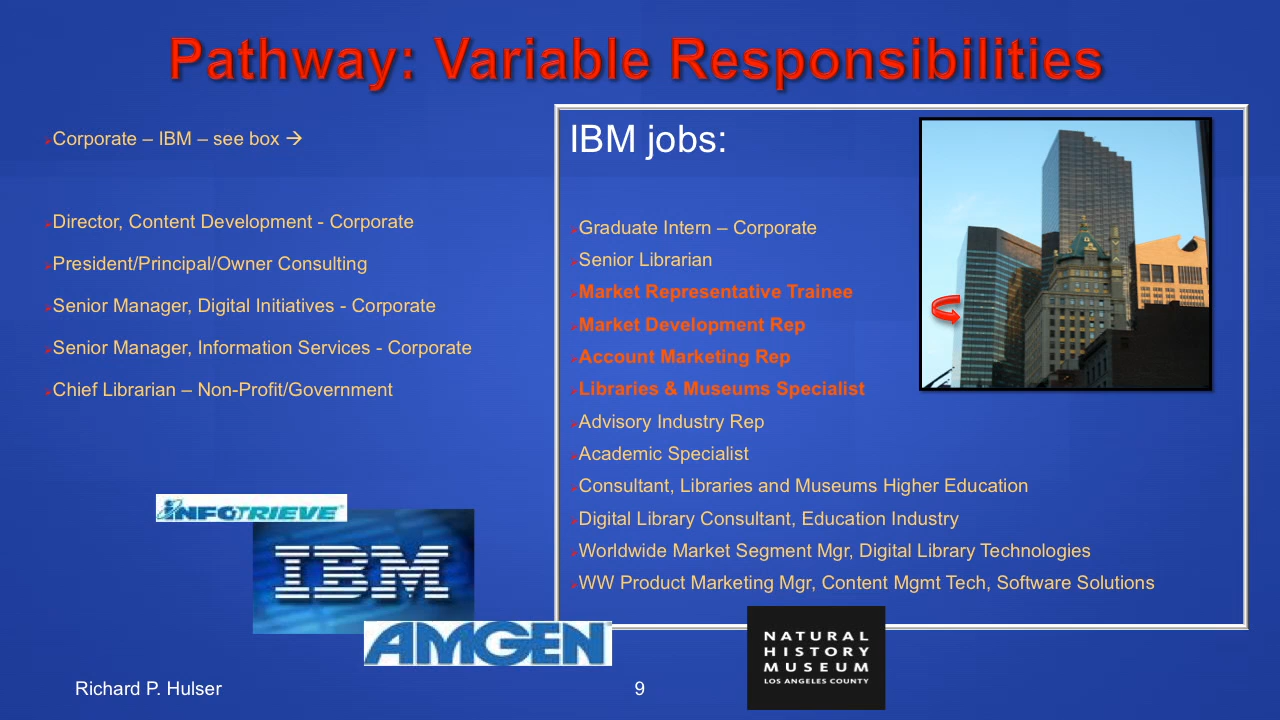 Pathway: Variable Responsibilities
Corporate – IBM – see box →
Director, Content Development - Corporate
President/Principal/Owner Consulting
Senior Manager, Digital Initiatives - Corporate
Senior Manager, Information Services - Corporate
Chief Librarian – Non-Profit/Government
IBM jobs:
Graduate Intern – Corporate
Senior Librarian
Market Representative Trainee
Market Development Rep
Account Marketing Rep
Libraries & Museums Specialist
Advisory Industry Rep
Academic Specialist
Consultant, Libraries and Museums Higher Education
Digital Library Consultant, Education Industry
Worldwide Market Segment Mgr, Digital Library Technologies
WW Product Marketing Mgr, Content Mgmt Tech, Software Solutions
INFOTRIEVE
IBM
AMGEN
NATURAL
HISTORY
MUSEUM
LOS ANGELES COUNTY
Richard P. Hulser
9